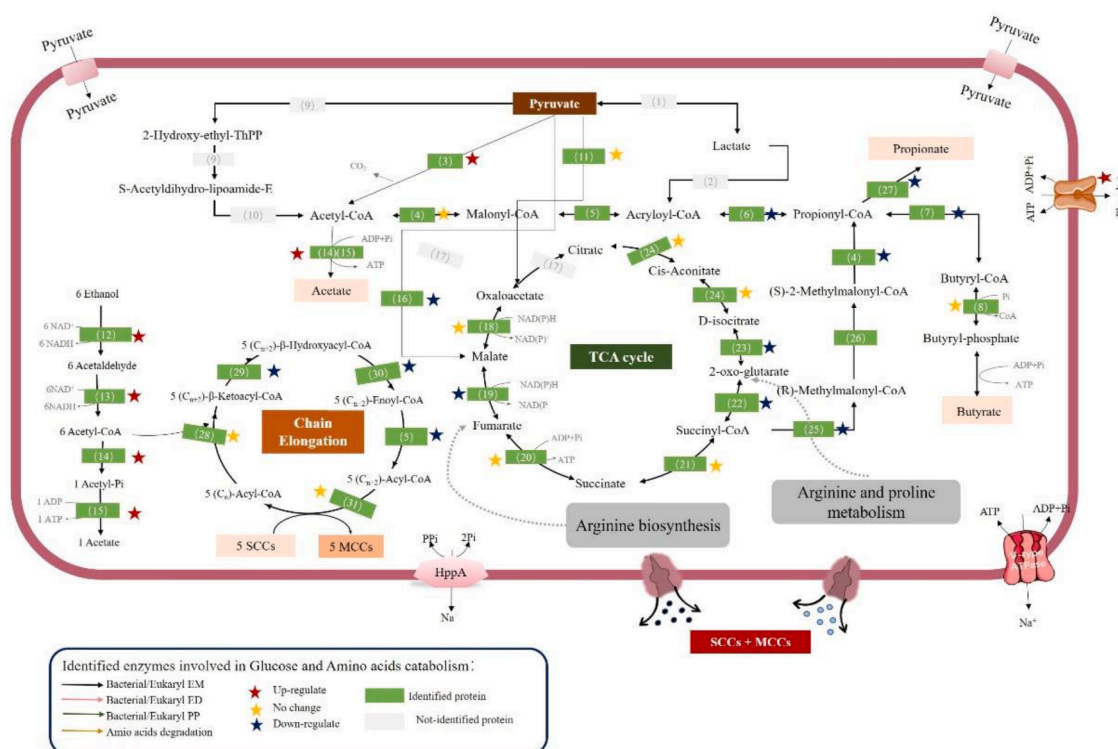 Pyruvate
Pyruvate
Pyruvate
Pyruvate
(9)
Pyruvate
(1)
2-Hydroxy-ethyl-ThPP
(9)
S-Acetyldihydro-lipoamide-E
(10)
CO₂
(3)
(11)
Lactate
(2)
Propionate
(27)
ADP+Pi
ATP
Acetyl-CoA
(4)
Malonyl-CoA
(5)
Acryloyl-CoA
(6)
Propionyl-CoA
(7)
(14)(15)
ADP+Pi
ATP
Acetate
(17)
(17)
Citrate
(24)
Cis-Aconitate
(24)
D-isocitrate
(23)
2-oxo-glutarate
(22)
Succinyl-CoA
(21)
Succinate
(20)
ADP+Pi
ATP
Fumarate
(19)
NAD(P)H
NAD(P
Malate
(18)
NAD(P)H
NAD(P)⁺
Oxaloacetate
(16)
TCA cycle
(4)
(S)-2-Methylmalonyl-CoA
(26)
(R)-Methylmalonyl-CoA
(25)
Butyryl-CoA
(8)
Pi
CoA
Butyryl-phosphate
ADP+Pi
ATP
Butyrate
6 Ethanol
6 NAD⁺
6 NADH
(12)
6 Acetaldehyde
6NAD⁺
6NADH
(13)
6 Acetyl-CoA
(14)
1 Acetyl-Pi
1 ADP
1 ATP
(15)
1 Acetate
5 (Cn+2)-β-Hydroxyacyl-CoA
(29)
(30)
5 (Cn+2)-β-Ketoacyl-CoA
5 (Cn+2)-Enoyl-CoA
(28)
Chain
Elongation
(5)
5 (Cn)-Acyl-CoA
5 (Cn+2)-Acyl-CoA
(31)
5 SCCs
5 MCCs
Arginine biosynthesis
Arginine and proline
metabolism
PPi
2Pi
HppA
Na
SCCs + MCCs
ATP
ADP+Pi
V-type
ATPase
Na⁺
Identified enzymes involved in Glucose and Amino acids catabolism:
Bacterial/Eukaryl EM
Bacterial/Eukaryl ED
Bacterial/Eukaryl PP
Amio acids degradation
Up-regulate
No change
Down-regulate
Identified protein
Not-identified protein